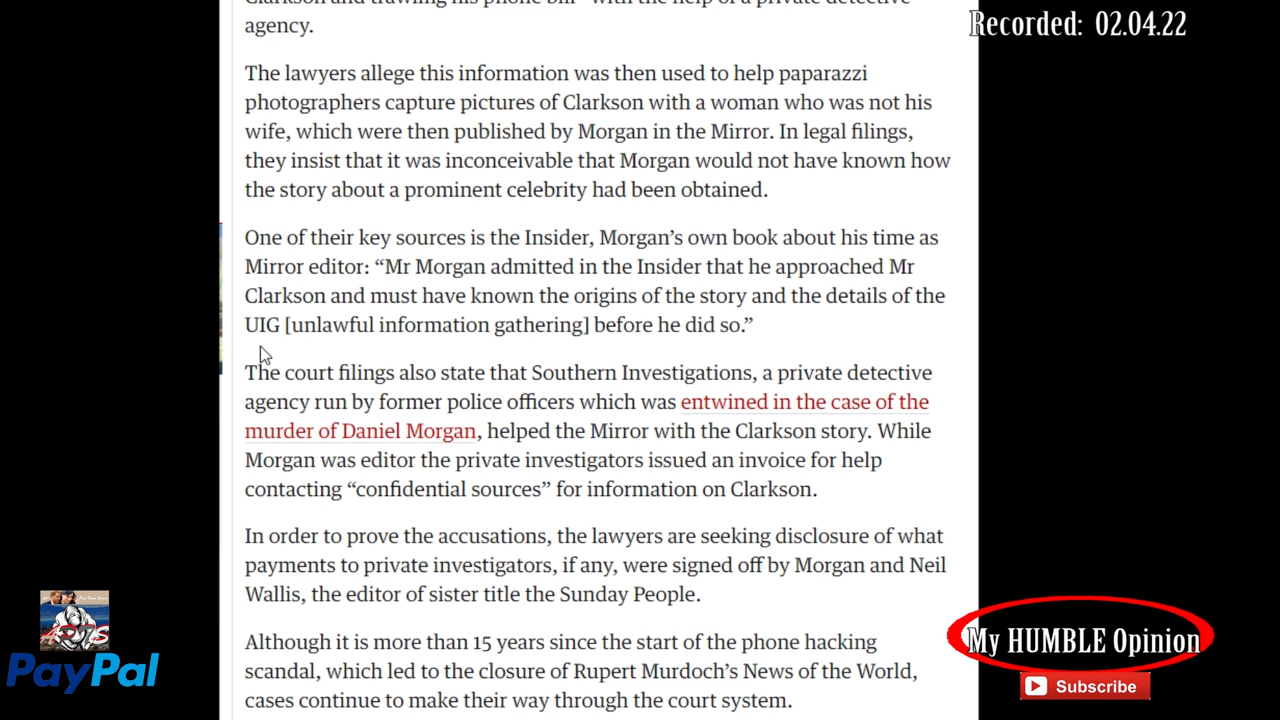 Clarkson and trawling his phone bill" with the help of a private detective
agency.
Recorded: 02.04.22
The lawyers allege this information was then used to help paparazzi
photographers capture pictures of Clarkson with a woman who was not his
wife, which were then published by Morgan in the Mirror. In legal filings,
they insist that it was inconceivable that Morgan would not have known how
the story about a prominent celebrity had been obtained.
One of their key sources is the Insider, Morgan’s own book about his time as
Mirror editor: “Mr Morgan admitted in the Insider that he approached Mr
Clarkson and must have known the origins of the story and the details of the
UIG [unlawful information gathering] before he did so.”
The court filings also state that Southern Investigations, a private detective
agency run by former police officers which was entwined in the case of the
murder of Daniel Morgan, helped the Mirror with the Clarkson story. While
Morgan was editor the private investigators issued an invoice for help
contacting “confidential sources” for information on Clarkson.
In order to prove the accusations, the lawyers are seeking disclosure of what
payments to private investigators, if any, were signed off by Morgan and Neil
Wallis, the editor of sister title the Sunday People.
Although it is more than 15 years since the start of the phone hacking
scandal, which led to the closure of Rupert Murdoch’s News of the World,
cases continue to make their way through the court system.
PayPal
My HUMBLE Opinion
Subscribe